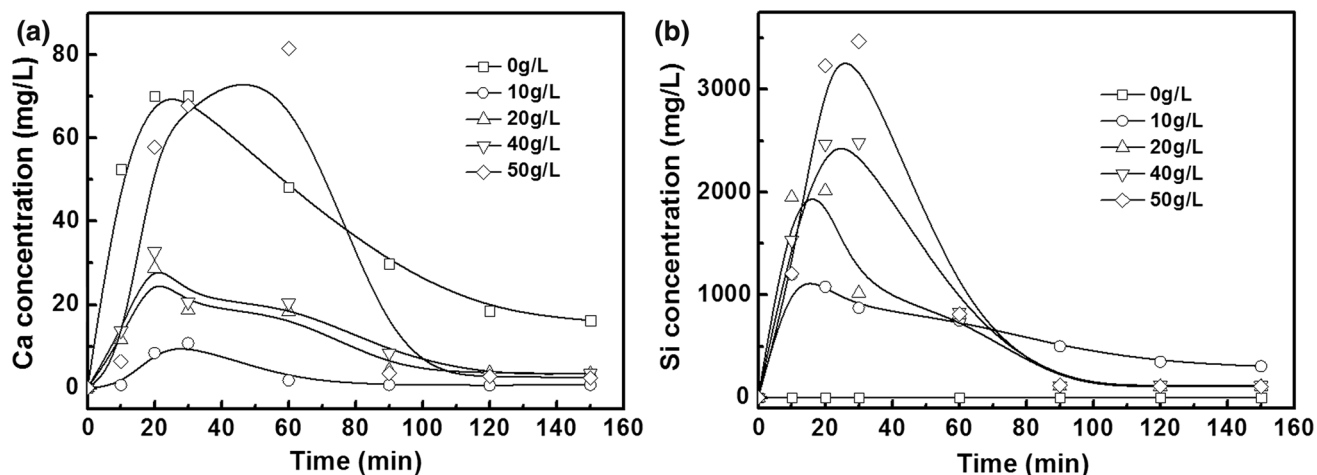 (a)
Ca concentration (mg/L)
80
60
40
20
0
0 20 40 60 80 100 120 140 160
Time (min)
0g/L
10g/L
20g/L
40g/L
50g/L
(b)
Si concentration (mg/L)
3000
2000
1000
0
0 20 40 60 80 100 120 140 160
Time (min)
0g/L
10g/L
20g/L
40g/L
50g/L